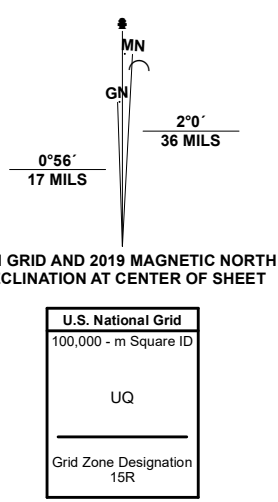 MN
GN
2°0´
36 MILS
0°56´
17 MILS
GRID AND 2019 MAGNETIC NORTH
CLINATION AT CENTER OF SHEET
U.S. National Grid
100,000 - m Square ID
UQ
Grid Zone Designation
15R